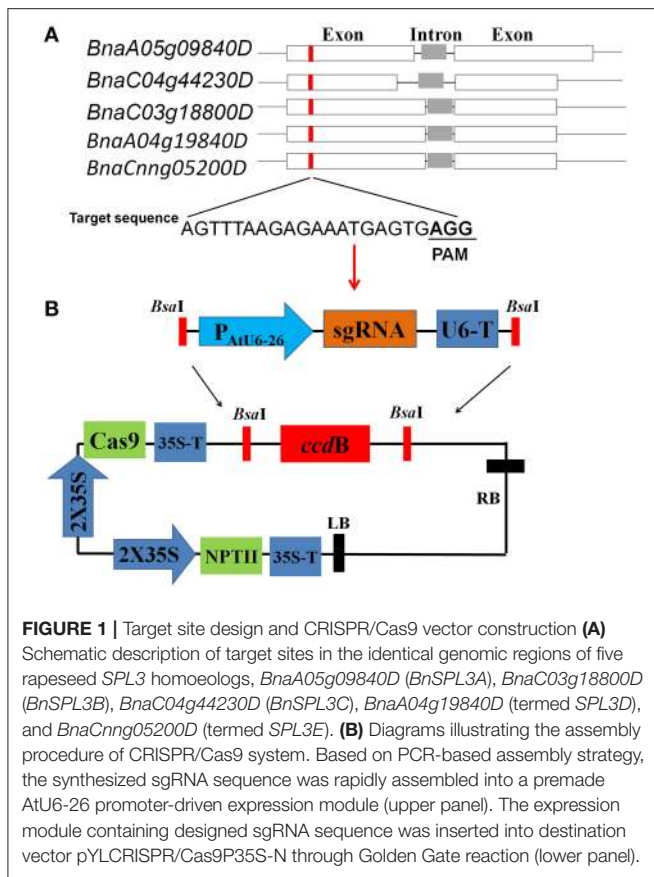 A
Exon Intron Exon
BnaA05g09840D
BnaC04g44230D
BnaC03g18800D
BnaA04g19840D
BnaCnng05200D
Target sequence
AGTTTAAGAGAAATGAGTGAGG
PAM
B
BsaI BsaI
PAtU6-26 sgRNA U6-T
BsaI BsaI
Cas9 35S-T ccdB
2X35S
RB
LB
2X35S NPTII 35S-T
FIGURE 1 | Target site design and CRISPR/Cas9 vector construction (A)
Schematic description of target sites in the identical genomic regions of five
rapeseed SPL3 homoeologs, BnaA05g09840D (BnSPL3A), BnaC03g18800D
(BnSPL3B), BnaC04g44230D (BnSPL3C), BnaA04g19840D (termed SPL3D),
and BnaCnng05200D (termed SPL3E). (B) Diagrams illustrating the assembly
procedure of CRISPR/Cas9 system. Based on PCR-based assembly strategy,
the synthesized sgRNA sequence was rapidly assembled into a premade
AtU6-26 promoter-driven expression module (upper panel). The expression
module containing designed sgRNA sequence was inserted into destination
vector pYLCRISPR/Cas9P35S-N through Golden Gate reaction (lower panel).